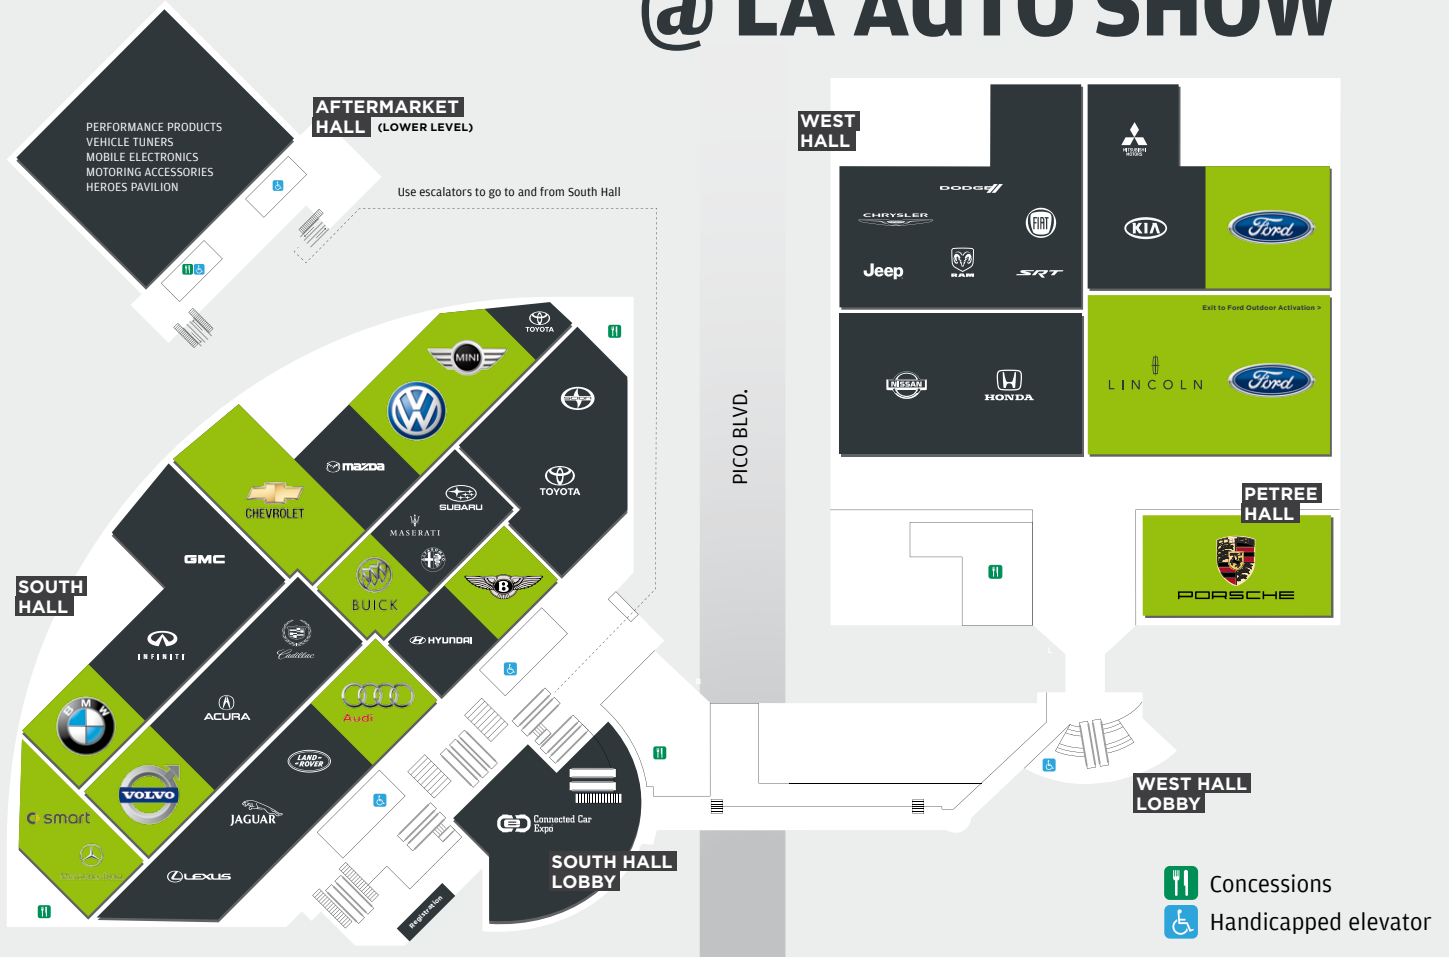 @ LA AUTO SHOW
AFTERMARKET
HALL (LOWER LEVEL)
PERFORMANCE PRODUCTS
VEHICLE TUNERS
MOBILE ELECTRONICS
MOTORING ACCESSORIES
HEROES PAVILION
Use escalators to go to and from South Hall
WEST
HALL
MITSUBISHI
MOTORS
DODGE
CHRYSLER
FIAT
KIA
Ford
Jeep
RAM
SRT
Exit to Ford Outdoor Activation >
NISSAN
HONDA
LINCOLN
Ford
PICO BLVD.
PETREE
HALL
PORSCHE
TOYOTA
MINI
SCION
mazda
TOYOTA
CHEVROLET
SUBARU
MASERATI
GMC
B
BUICK
SOUTH
HALL
HYUNDAI
INFINITI
Cadillac
BMW
ACURA
Audi
LAND-
-ROVER
VOLVO
smart
JAGUAR
LEXUS
Connected Car
Expo
SOUTH HALL
LOBBY
Registration
WEST HALL
LOBBY
Concessions
Handicapped elevator